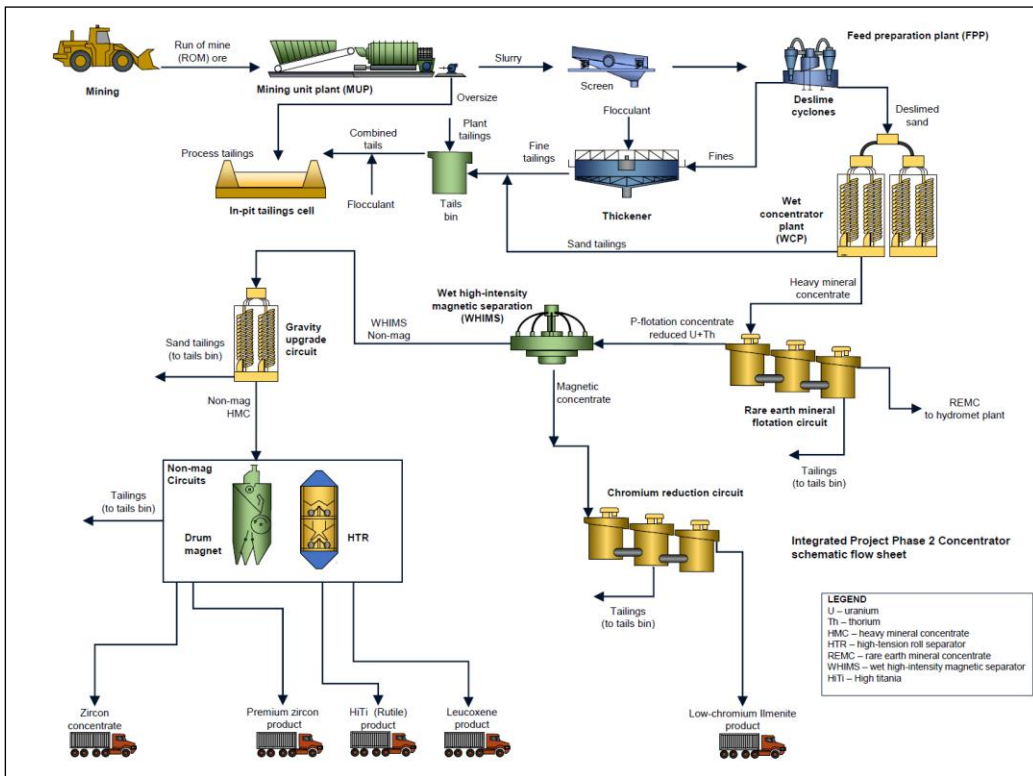 Feed preparation plant (FPP)
Run of mine
(ROM) ore
Slurry
Mining
Mining unit plant (MUP)
Screen
Deslime
cyclones
Oversize
Flocculant
Deslimed
sand
Plant
tailings
Combined
tails
Process tailings
Fine
tailings
Fines
Flocculant
Tails
bin
In-pit tailings cell
Thickener
Wet
concentrator
plant
(WCP)
Sand tailings
Heavy mineral
concentrate
Wet high-intensity
magnetic separation
(WHIMS)
P-flotation concentrate
reduced U+Th
WHIMS
Non-mag
Gravity
upgrade
circuit
Sand tailings
(to tails bin)
Magnetic
concentrate
Non-mag
HMC
REMC
to hydromet plant
Rare earth mineral
flotation circuit
Tailings
(to tails bin)
Non-mag
Circuits
Tailings
(to tails bin)
Drum
magnet
HTR
Chromium reduction circuit
Integrated Project Phase 2 Concentrator
schematic flow sheet
Tailings
(to tails bin)
LEGEND
U – uranium
Th – thorium
HMC – heavy mineral concentrate
HTR – high-tension roll separator
REMC – rare earth mineral concentrate
WHIMS – wet high-intensity magnetic separator
HiTi – High titania
Zircon
concentrate
Premium zircon
product
HiTi (Rutile)
product
Leucoxene
product
Low-chromium Ilmenite
product